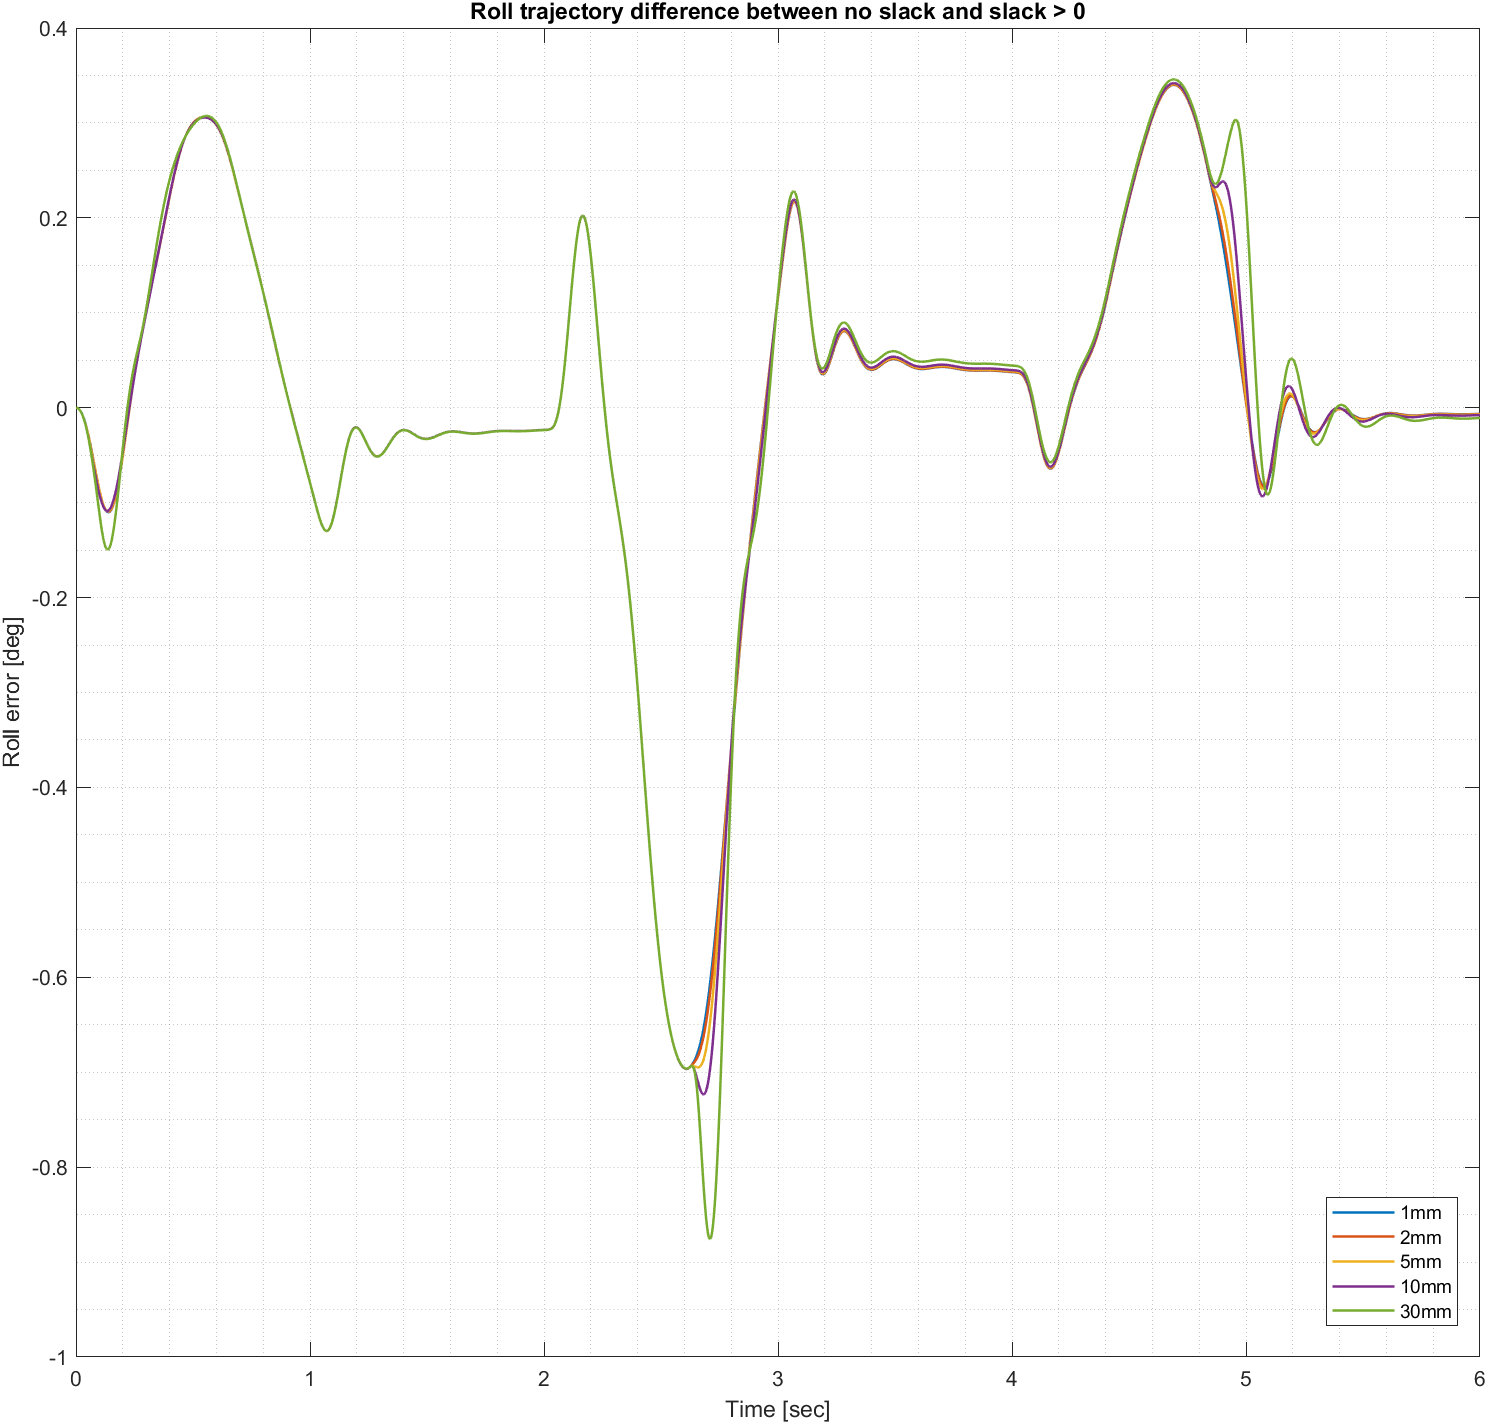 Roll trajectory difference between no slack and slack > 0
0.4
0.2
0
-0.2
-0.4
-0.6
-0.8
-1
Roll error [deg]
0 1 2 3 4 5 6
Time [sec]
1mm
2mm
5mm
10mm
30mm